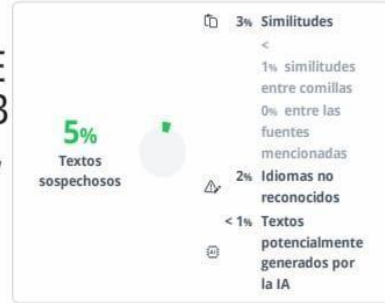 3% Similitudes
<
1% similitudes
entre comillas
0% entre las
fuentes
mencionadas
5%
Textos
sospechosos
2% Idiomas no
reconocidos
< 1% Textos
potencialmente
generados por
la IA